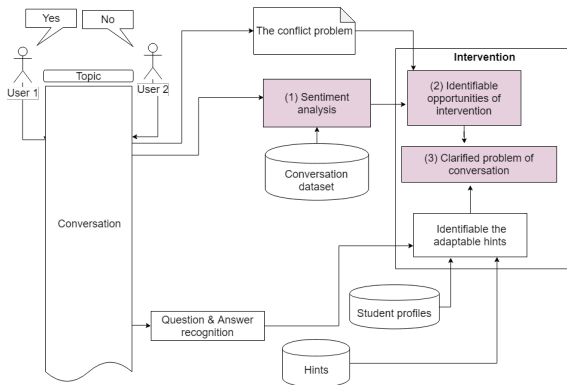 Yes
No
User 1
User 2
Topic
The conflict problem
Intervention
(1) Sentiment
analysis
(2) Identifiable
opportunities of
intervention
Conversation
dataset
(3) Clarified problem of
conversation
Conversation
Identifiable the
adaptable hints
Question & Answer
recognition
Student profiles
Hints